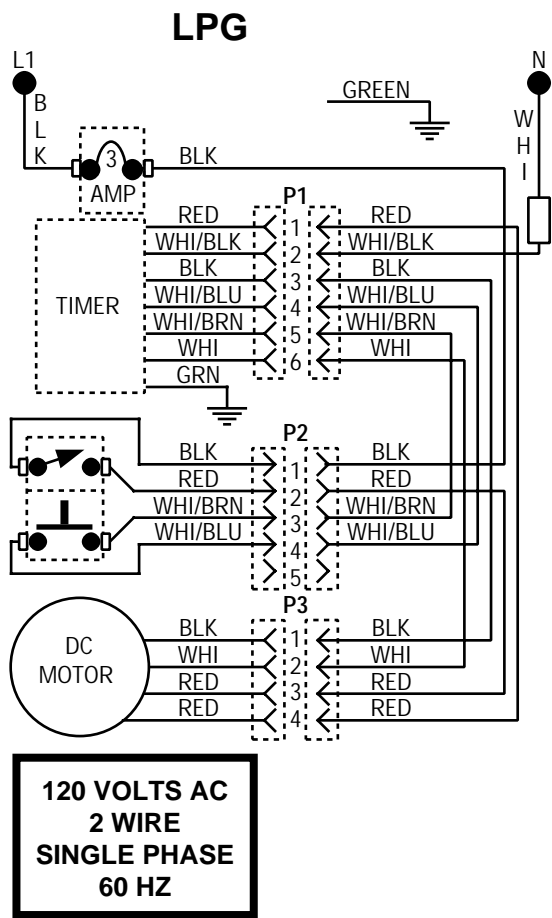 LPG
L1 N
BLK
GREEN
WHI
3 AMP
BLK
P1
RED 1 RED
WHI/BLK 2 WHI/BLK
BLK 3 BLK
TIMER
WHI/BLU 4 WHI/BLU
WHI/BRN 5 WHI/BRN
WHI 6 WHI
GRN
P2
BLK 1 BLK
RED 2 RED
WHI/BRN 3 WHI/BRN
WHI/BLU 4 WHI/BLU
5
P3
DC MOTOR
BLK 1 BLK
WHI 2 WHI
RED 3 RED
RED 4 RED
120 VOLTS AC
2 WIRE
SINGLE PHASE
60 HZ